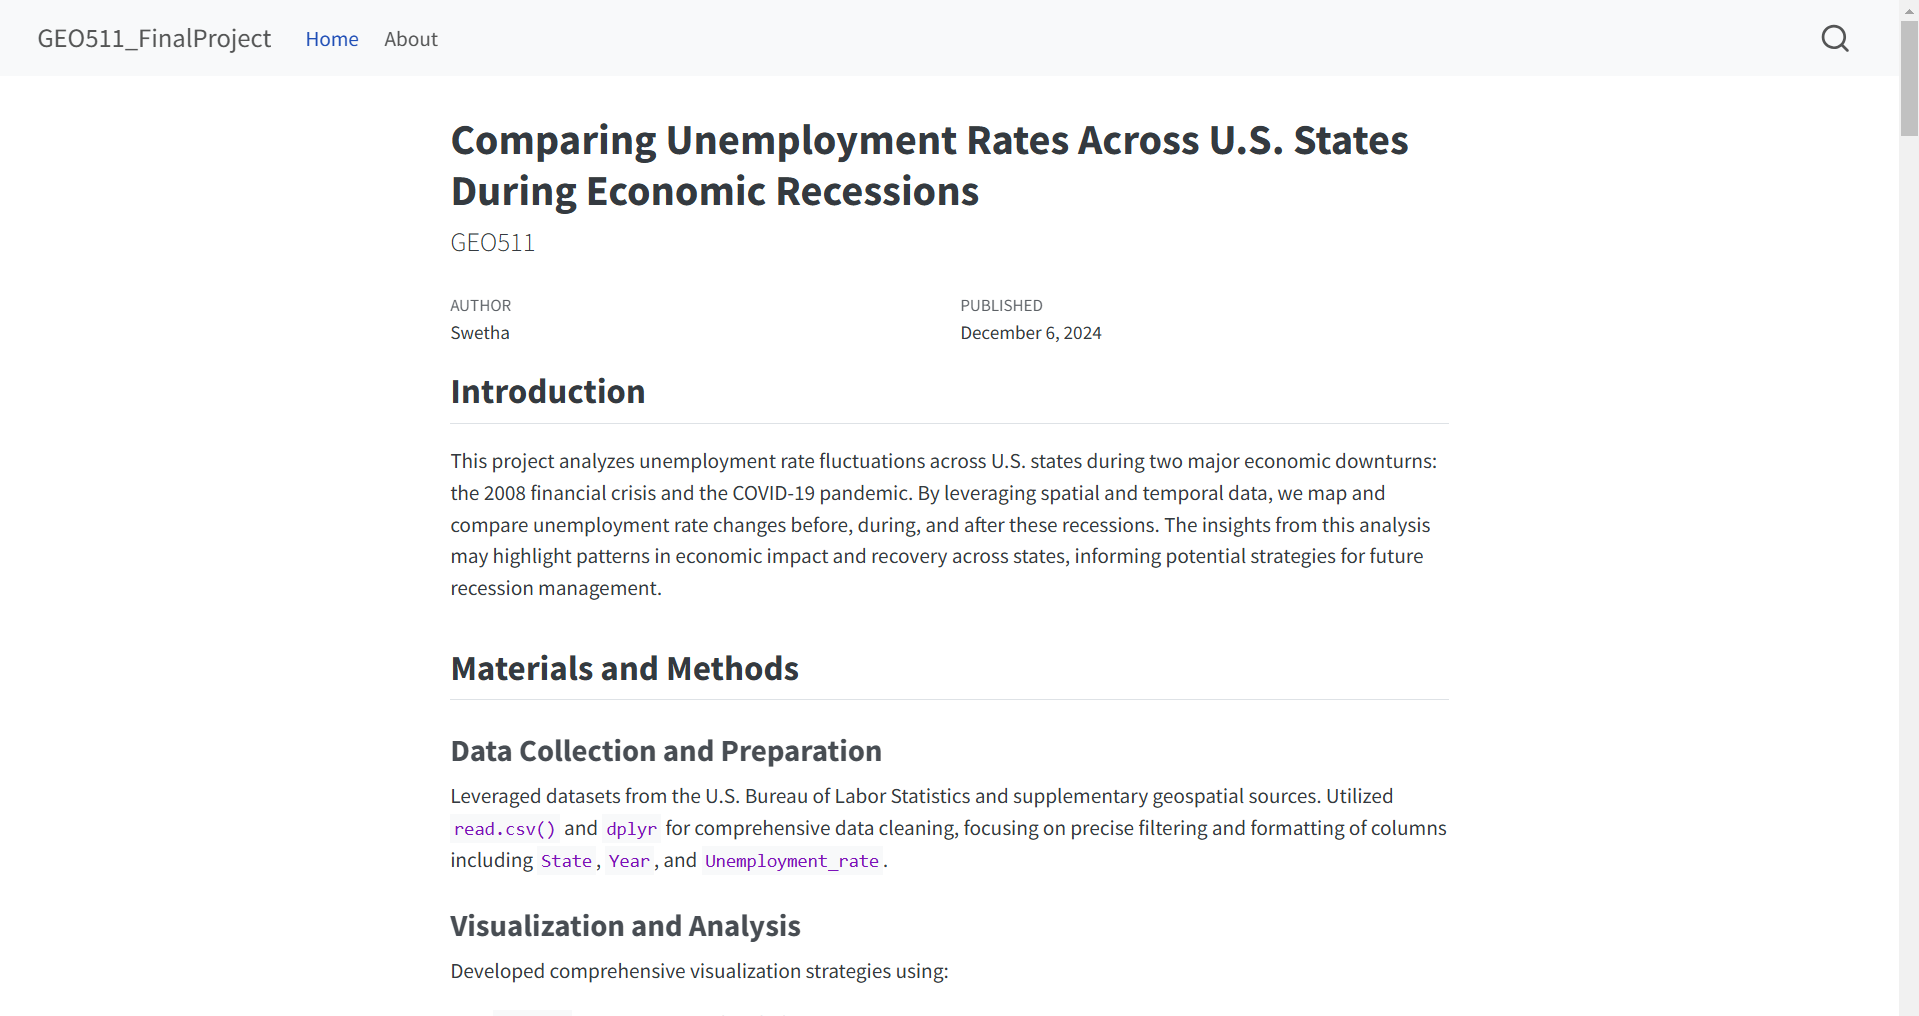 GEO511_FinalProject Home About
Comparing Unemployment Rates Across U.S. States
During Economic Recessions
GEO511
AUTHOR
Swetha
PUBLISHED
December 6, 2024
Introduction
This project analyzes unemployment rate fluctuations across U.S. states during two major economic downturns:
the 2008 financial crisis and the COVID-19 pandemic. By leveraging spatial and temporal data, we map and
compare unemployment rate changes before, during, and after these recessions. The insights from this analysis
may highlight patterns in economic impact and recovery across states, informing potential strategies for future
recession management.
Materials and Methods
Data Collection and Preparation
Leveraged datasets from the U.S. Bureau of Labor Statistics and supplementary geospatial sources. Utilized
read.csv() and dplyr for comprehensive data cleaning, focusing on precise filtering and formatting of columns
including State, Year, and Unemployment_rate.
Visualization and Analysis
Developed comprehensive visualization strategies using: